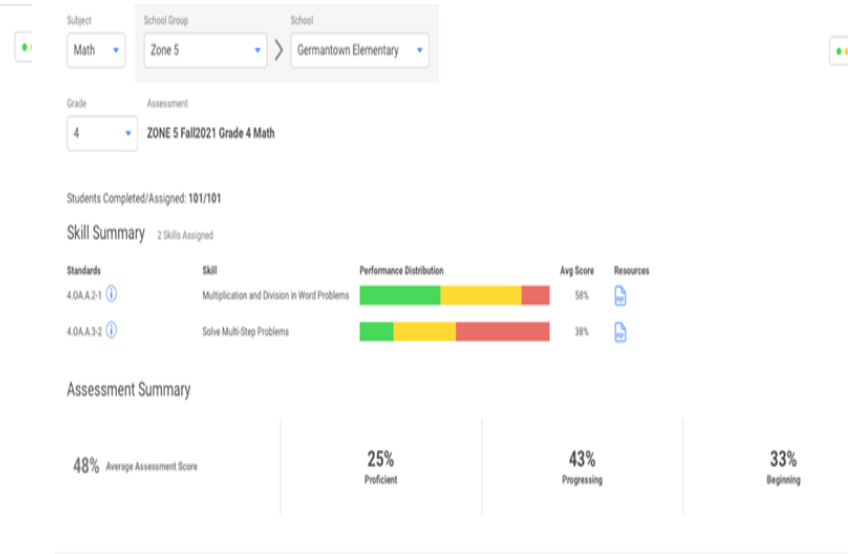 Subject School Group School
Math Zone 5 Germantown Elementary
Grade Assessment
4 ZONE 5 Fall2021 Grade 4 Math
Students Completed/Assigned: 101/101
Skill Summary 2 Skills Assigned
Standards Skill Performance Distribution Avg Score Resources
4.OA.A.2-1 Multiplication and Division in Word Problems 58% PDF
4.OA.A.3-2 Solve Multi-Step Problems 38% PDF
Assessment Summary
48% Average Assessment Score
25% 43% 33%
Proficient Progressing Beginning